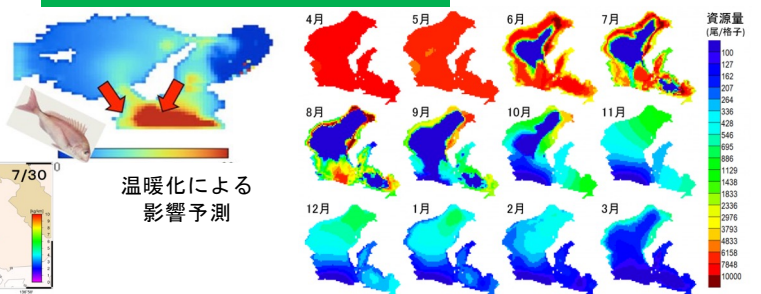 4月
5月
6月
7月
資源量
(尾/格子)
100
127
162
207
264
336
428
546
695
886
1129
1438
1833
2336
2976
3793
4833
6158
7848
10000
8月
9月
10月
11月
12月
1月
2月
3月
0
7/30
温暖化による
影響予測